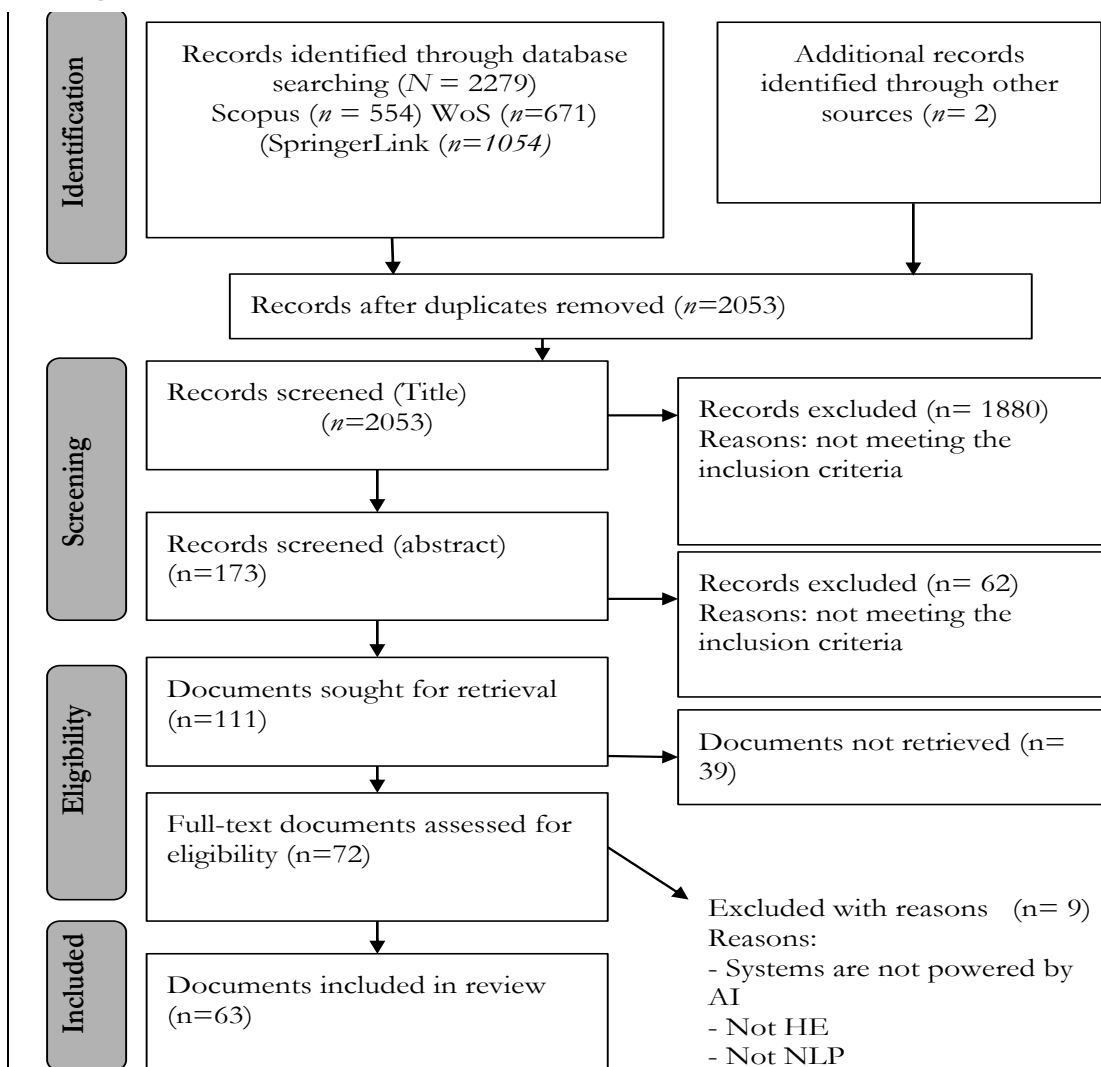 Identification
Records identified through database
searching (N = 2279)
Scopus (n = 554) WoS (n=671)
(SpringerLink (n=1054)
Additional records
identified through other
sources (n= 2)
Records after duplicates removed (n=2053)
Screening
Records screened (Title)
(n=2053)
Records excluded (n= 1880)
Reasons: not meeting the
inclusion criteria
Records screened (abstract)
(n=173)
Records excluded (n= 62)
Reasons: not meeting the
inclusion criteria
Eligibility
Documents sought for retrieval
(n=111)
Documents not retrieved (n=
39)
Full-text documents assessed for
eligibility (n=72)
Excluded with reasons (n= 9)
Reasons:
- Systems are not powered by
AI
- Not HE
- Not NLP
Included
Documents included in review
(n=63)